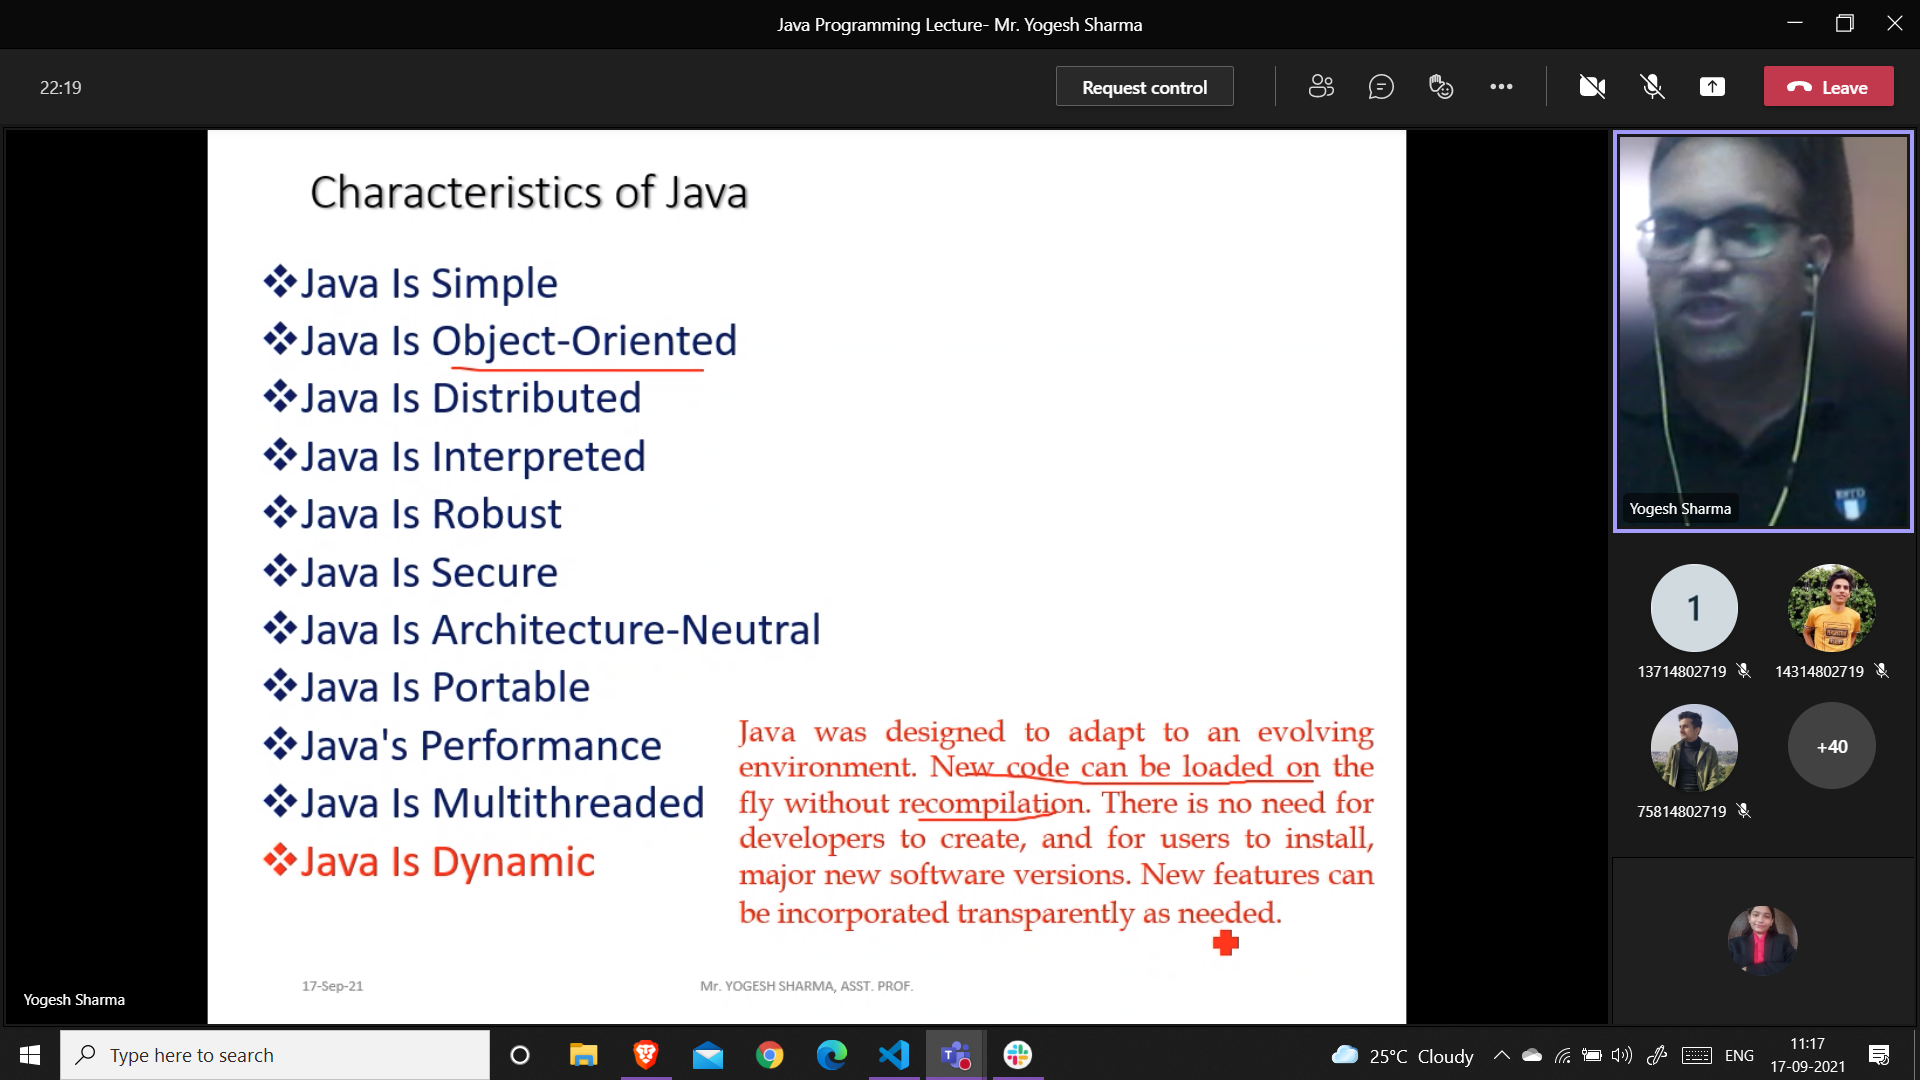 Java Programming Lecture- Mr. Yogesh Sharma
22:19
Request control
Leave
Characteristics of Java
❖Java Is Simple
❖Java Is Object-Oriented
❖Java Is Distributed
❖Java Is Interpreted
❖Java Is Robust
❖Java Is Secure
❖Java Is Architecture-Neutral
❖Java Is Portable
❖Java's Performance
❖Java Is Multithreaded
❖Java Is Dynamic
Java was designed to adapt to an evolving
environment. New code can be loaded on the
fly without recompilation. There is no need for
developers to create, and for users to install,
major new software versions. New features can
be incorporated transparently as needed.
17-Sep-21
Mr. YOGESH SHARMA, ASST. PROF.
Yogesh Sharma
Yogesh Sharma
1
13714802719
14314802719
75814802719
+40
Type here to search
25°C Cloudy
ENG
11:17
17-09-2021